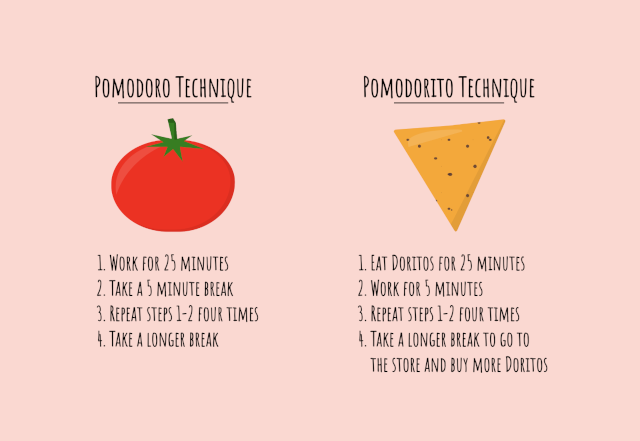 Pomodoro Technique
1. Work for 25 minutes
2. Take a 5 minute break
3. Repeat steps 1-2 four times
4. Take a longer break
Pomodorito Technique
1. Eat Doritos for 25 minutes
2. Work for 5 minutes
3. Repeat steps 1-2 four times
4. Take a longer break to go to
the store and buy more Doritos